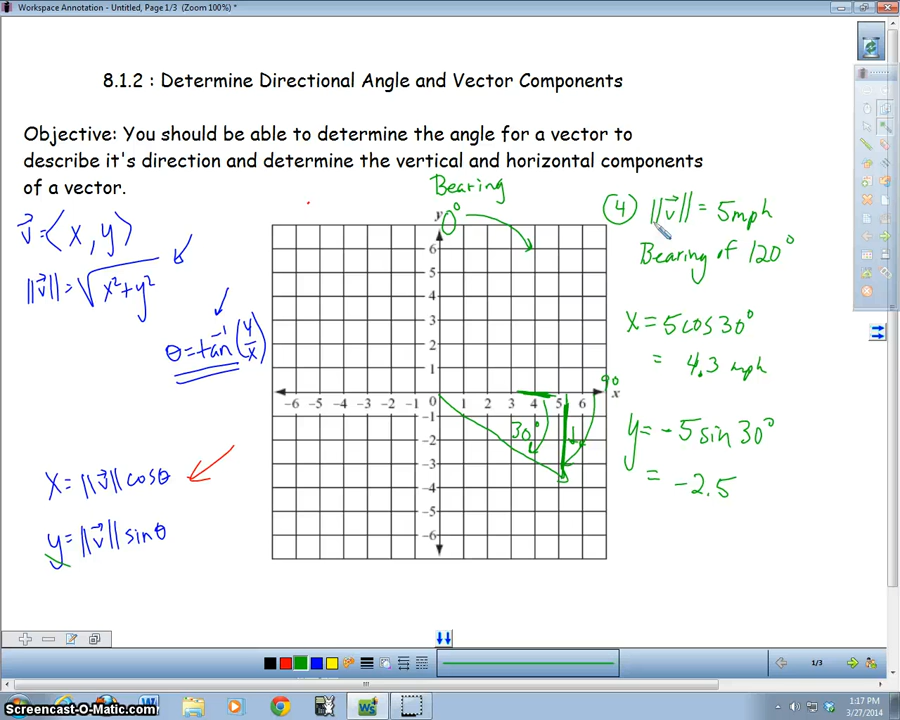 Workspace Annotation - Untitled, Page 1/3 (Zoom 100%) *
8.1.2 : Determine Directional Angle and Vector Components
Objective: You should be able to determine the angle for a vector to
describe it's direction and determine the vertical and horizontal components
of a vector.
Bearing
0°
y
v⃗ = ⟨x, y⟩
||v⃗|| = √x²+y²
θ = tan⁻¹(y/x)
x = ||v⃗|| cosθ
y = ||v⃗|| sinθ
④ ||v⃗|| = 5mph
Bearing of 120°
x = 5cos30°
= 4.3 mph
y = -5 sin 30°
= -2.5
6
5
4
3
2
1
90
-6 -5 -4 -3 -2 -1 0 1 2 3 4 5 6 x
-1
-2
30°
-3
-4
-5
-6
1/3
Screencast-O-Matic.com
1:17 PM
3/27/2014